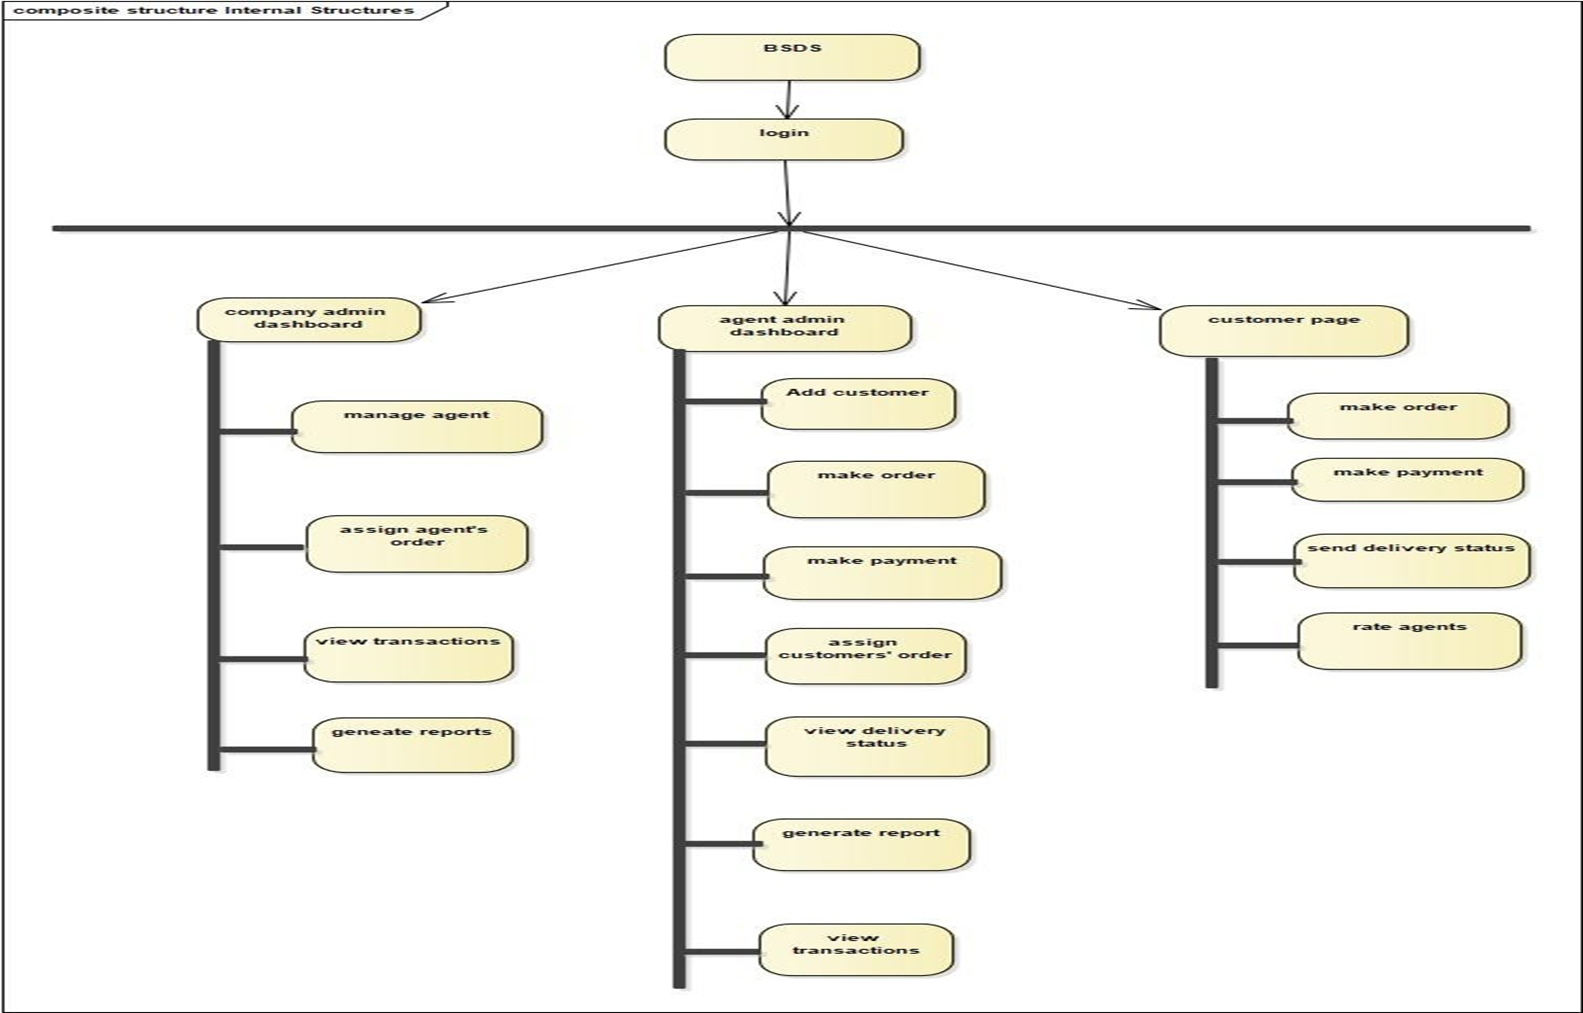 composite structure Internal Structures
BSDS
login
company admin
dashboard
manage agent
assign agent's
order
view transactions
geneate reports
agent admin
dashboard
Add customer
make order
make payment
assign
customers' order
view delivery
status
generate report
view
transactions
customer page
make order
make payment
send delivery status
rate agents